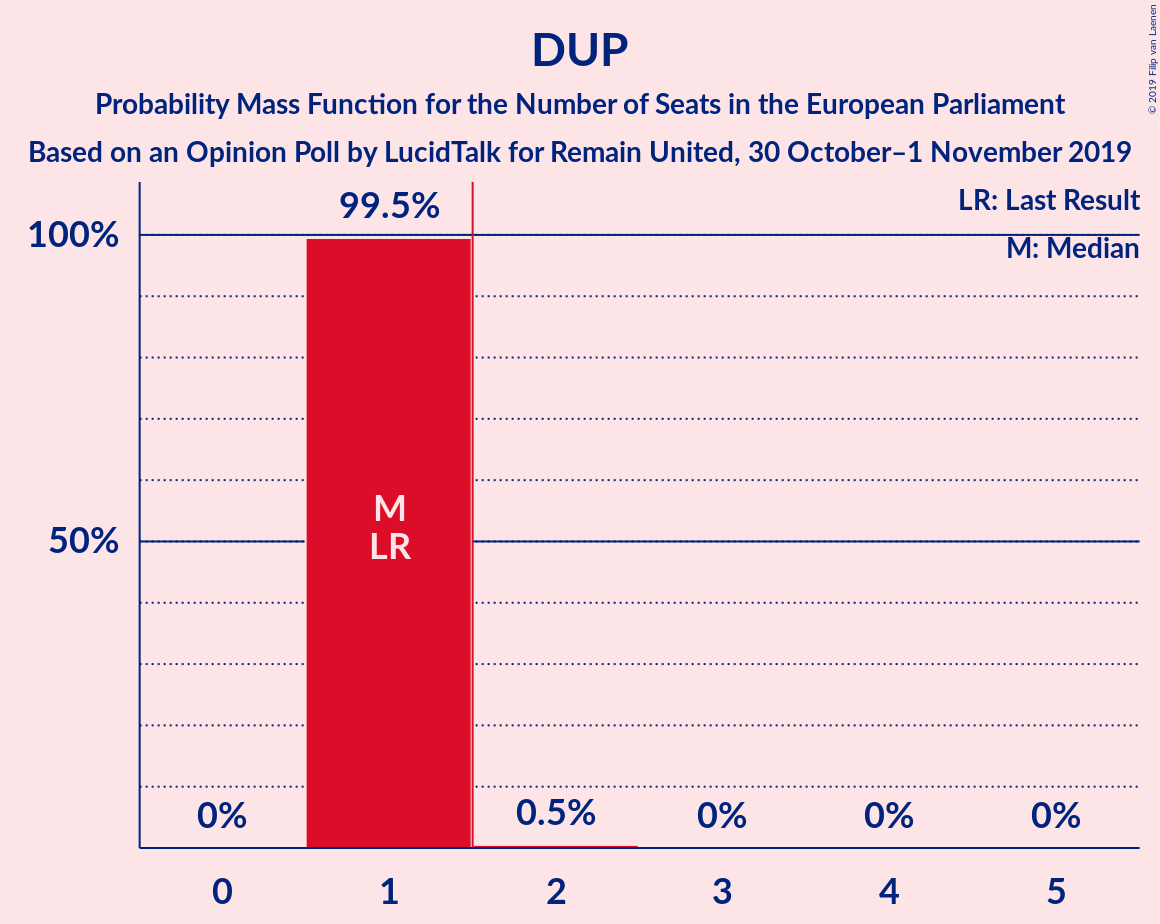 DUP
Probability Mass Function for the Number of Seats in the European Parliament
Based on an Opinion Poll by LucidTalk for Remain United, 30 October–1 November 2019
© 2019 Filip van Laenen
LR: Last Result
M: Median
99.5%
100%
M
LR
50%
0%
0.5%
0%
0%
0%
0
1
2
3
4
5